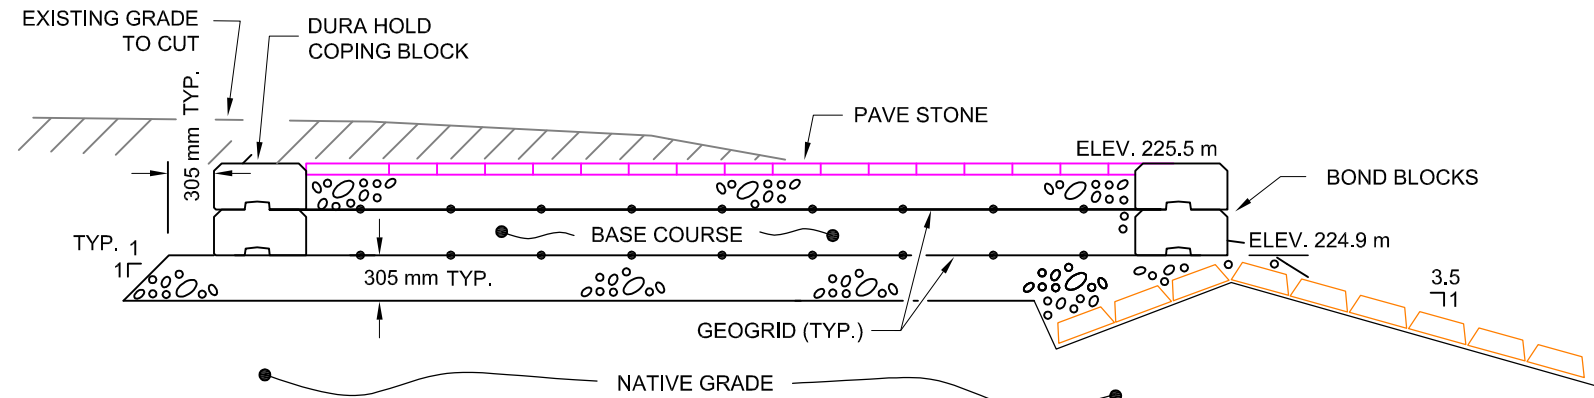 EXISTING GRADE
TO CUT
DURA HOLD
COPING BLOCK
305 mm TYP.
PAVE STONE
ELEV. 225.5 m
BOND BLOCKS
TYP.
1
1
BASE COURSE
ELEV. 224.9 m
305 mm TYP.
3.5
1
GEOGRID (TYP.)
NATIVE GRADE